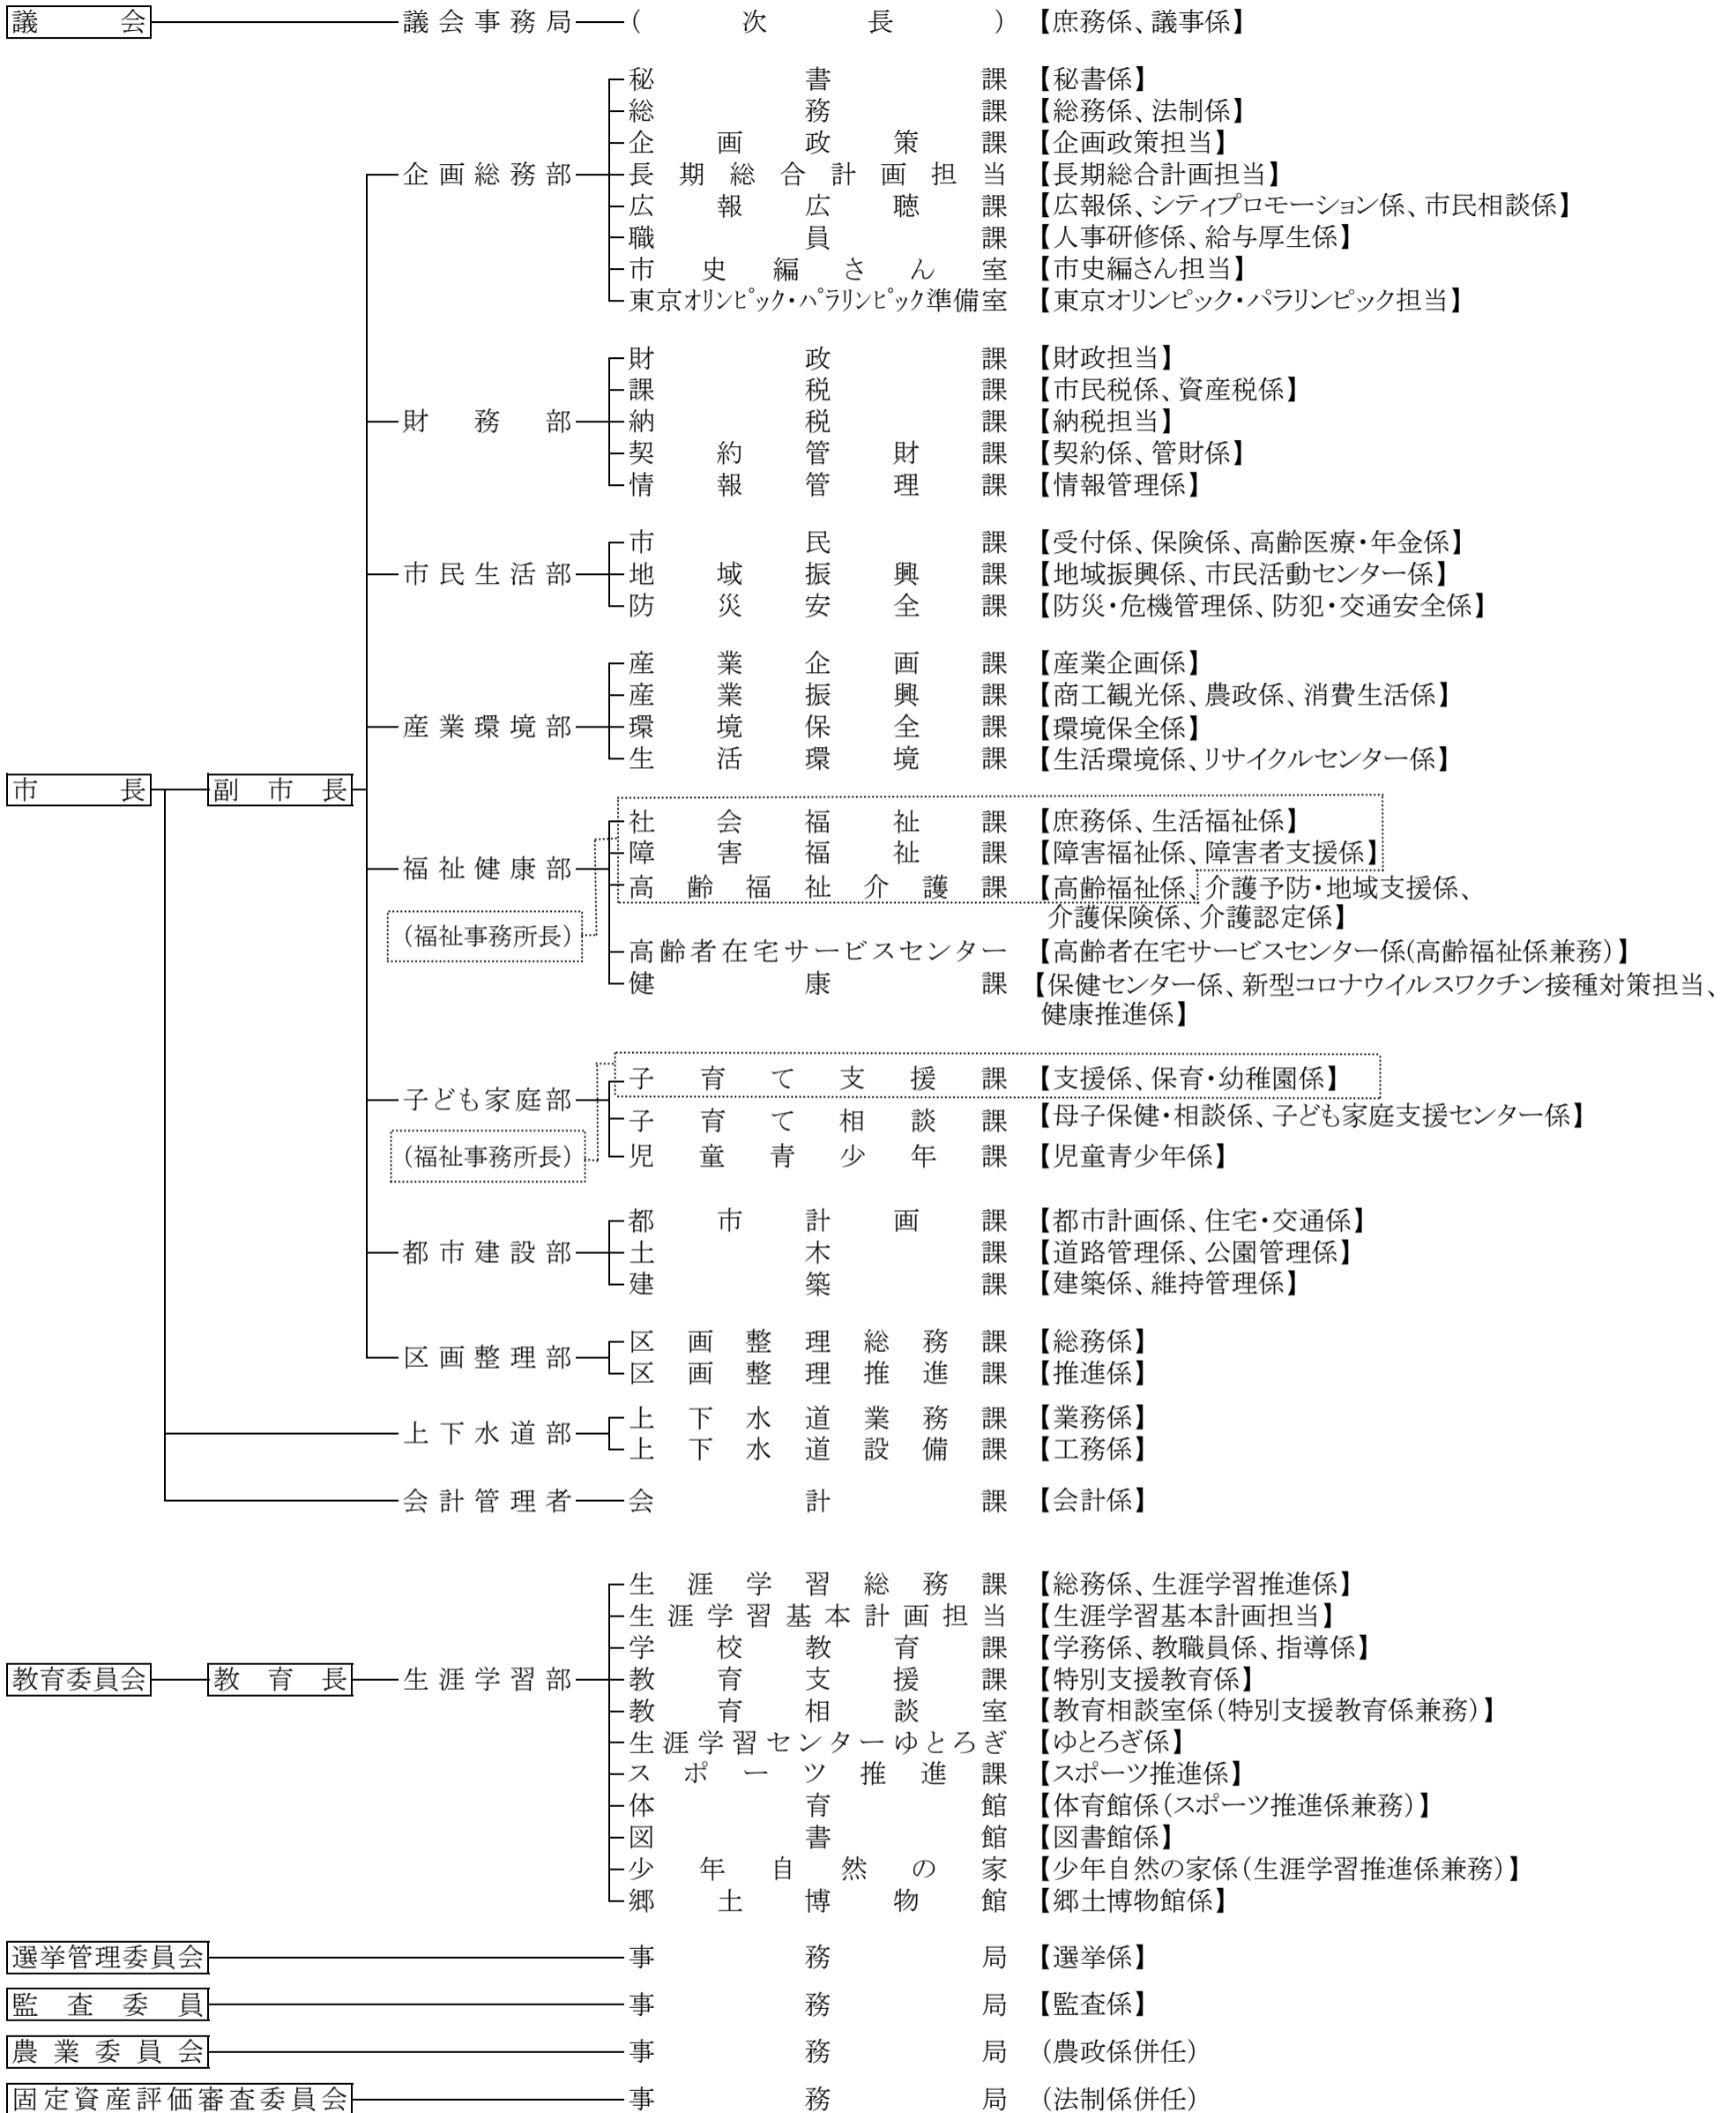 議会 議会事務局 (次長) 【庶務係、議事係】
秘書課 【秘書係】
総務課 【総務係、法制係】
企画政策課 【企画政策担当】
企画総務部 長期総合計画担当 【長期総合計画担当】
広報広聴課 【広報係、シティプロモーション係、市民相談係】
職員課 【人事研修係、給与厚生係】
市史編さん室 【市史編さん担当】
東京オリンピック・パラリンピック準備室 【東京オリンピック・パラリンピック担当】
財政課 【財政担当】
課税課 【市民税係、資産税係】
財務部 納税課 【納税担当】
契約管財課 【契約係、管財係】
情報管理課 【情報管理係】
市民課 【受付係、保険係、高齢医療・年金係】
市民生活部 地域振興課 【地域振興係、市民活動センター係】
防災安全課 【防災・危機管理係、防犯・交通安全係】
産業企画課 【産業企画係】
産業振興課 【商工観光係、農政係、消費生活係】
産業環境部 環境保全課 【環境保全係】
生活環境課 【生活環境係、リサイクルセンター係】
市長 副市長
社会福祉課 【庶務係、生活福祉係】
障害福祉課 【障害福祉係、障害者支援係】
福祉健康部
高齢福祉介護課 【高齢福祉係、介護予防・地域支援係、
介護保険係、介護認定係】
(福祉事務所長)
高齢者在宅サービスセンター 【高齢者在宅サービスセンター係(高齢福祉係兼務)】
健康課 【保健センター係、新型コロナウイルスワクチン接種対策担当、
健康推進係】
子育て支援課 【支援係、保育・幼稚園係】
子ども家庭部
子育て相談課 【母子保健・相談係、子ども家庭支援センター係】
(福祉事務所長) 児童青少年課 【児童青少年係】
都市計画課 【都市計画係、住宅・交通係】
都市建設部 土木課 【道路管理係、公園管理係】
建築課 【建築係、維持管理係】
区画整理総務課 【総務係】
区画整理部
区画整理推進課 【推進係】
上下水道業務課 【業務係】
上下水道部
上下水道設備課 【工務係】
会計管理者 会計課 【会計係】
生涯学習総務課 【総務係、生涯学習推進係】
生涯学習基本計画担当 【生涯学習基本計画担当】
学校教育課 【学務係、教職員係、指導係】
教育委員会 教育長 生涯学習部 教育支援課 【特別支援教育係】
教育相談室 【教育相談室係(特別支援教育係兼務)】
生涯学習センターゆとろぎ 【ゆとろぎ係】
スポーツ推進課 【スポーツ推進係】
体育館 【体育館係(スポーツ推進係兼務)】
図書館 【図書館係】
少年自然の家 【少年自然の家係(生涯学習推進係兼務)】
郷土博物館 【郷土博物館係】
選挙管理委員会 事務局 【選挙係】
監査委員 事務局 【監査係】
農業委員会 事務局 (農政係併任)
固定資産評価審査委員会 事務局 (法制係併任)